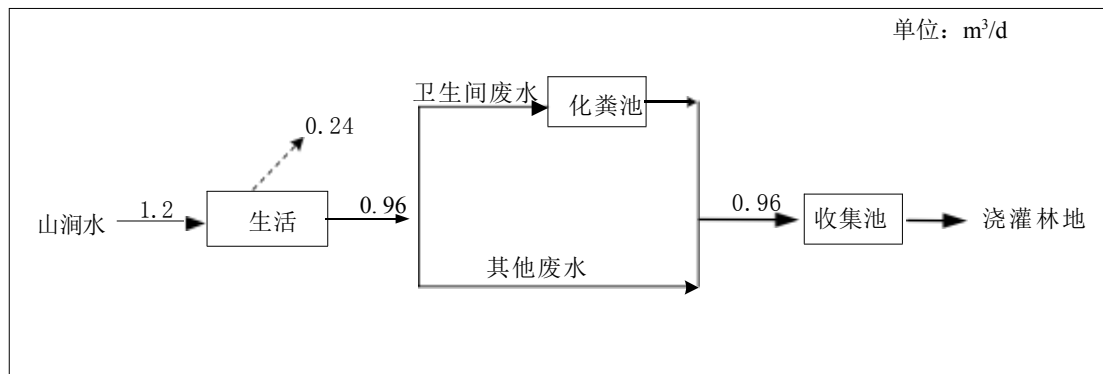 单位：m³/d
卫生间废水
化粪池
0.24
山涧水
1.2
生活
0.96
0.96
收集池
浇灌林地
其他废水